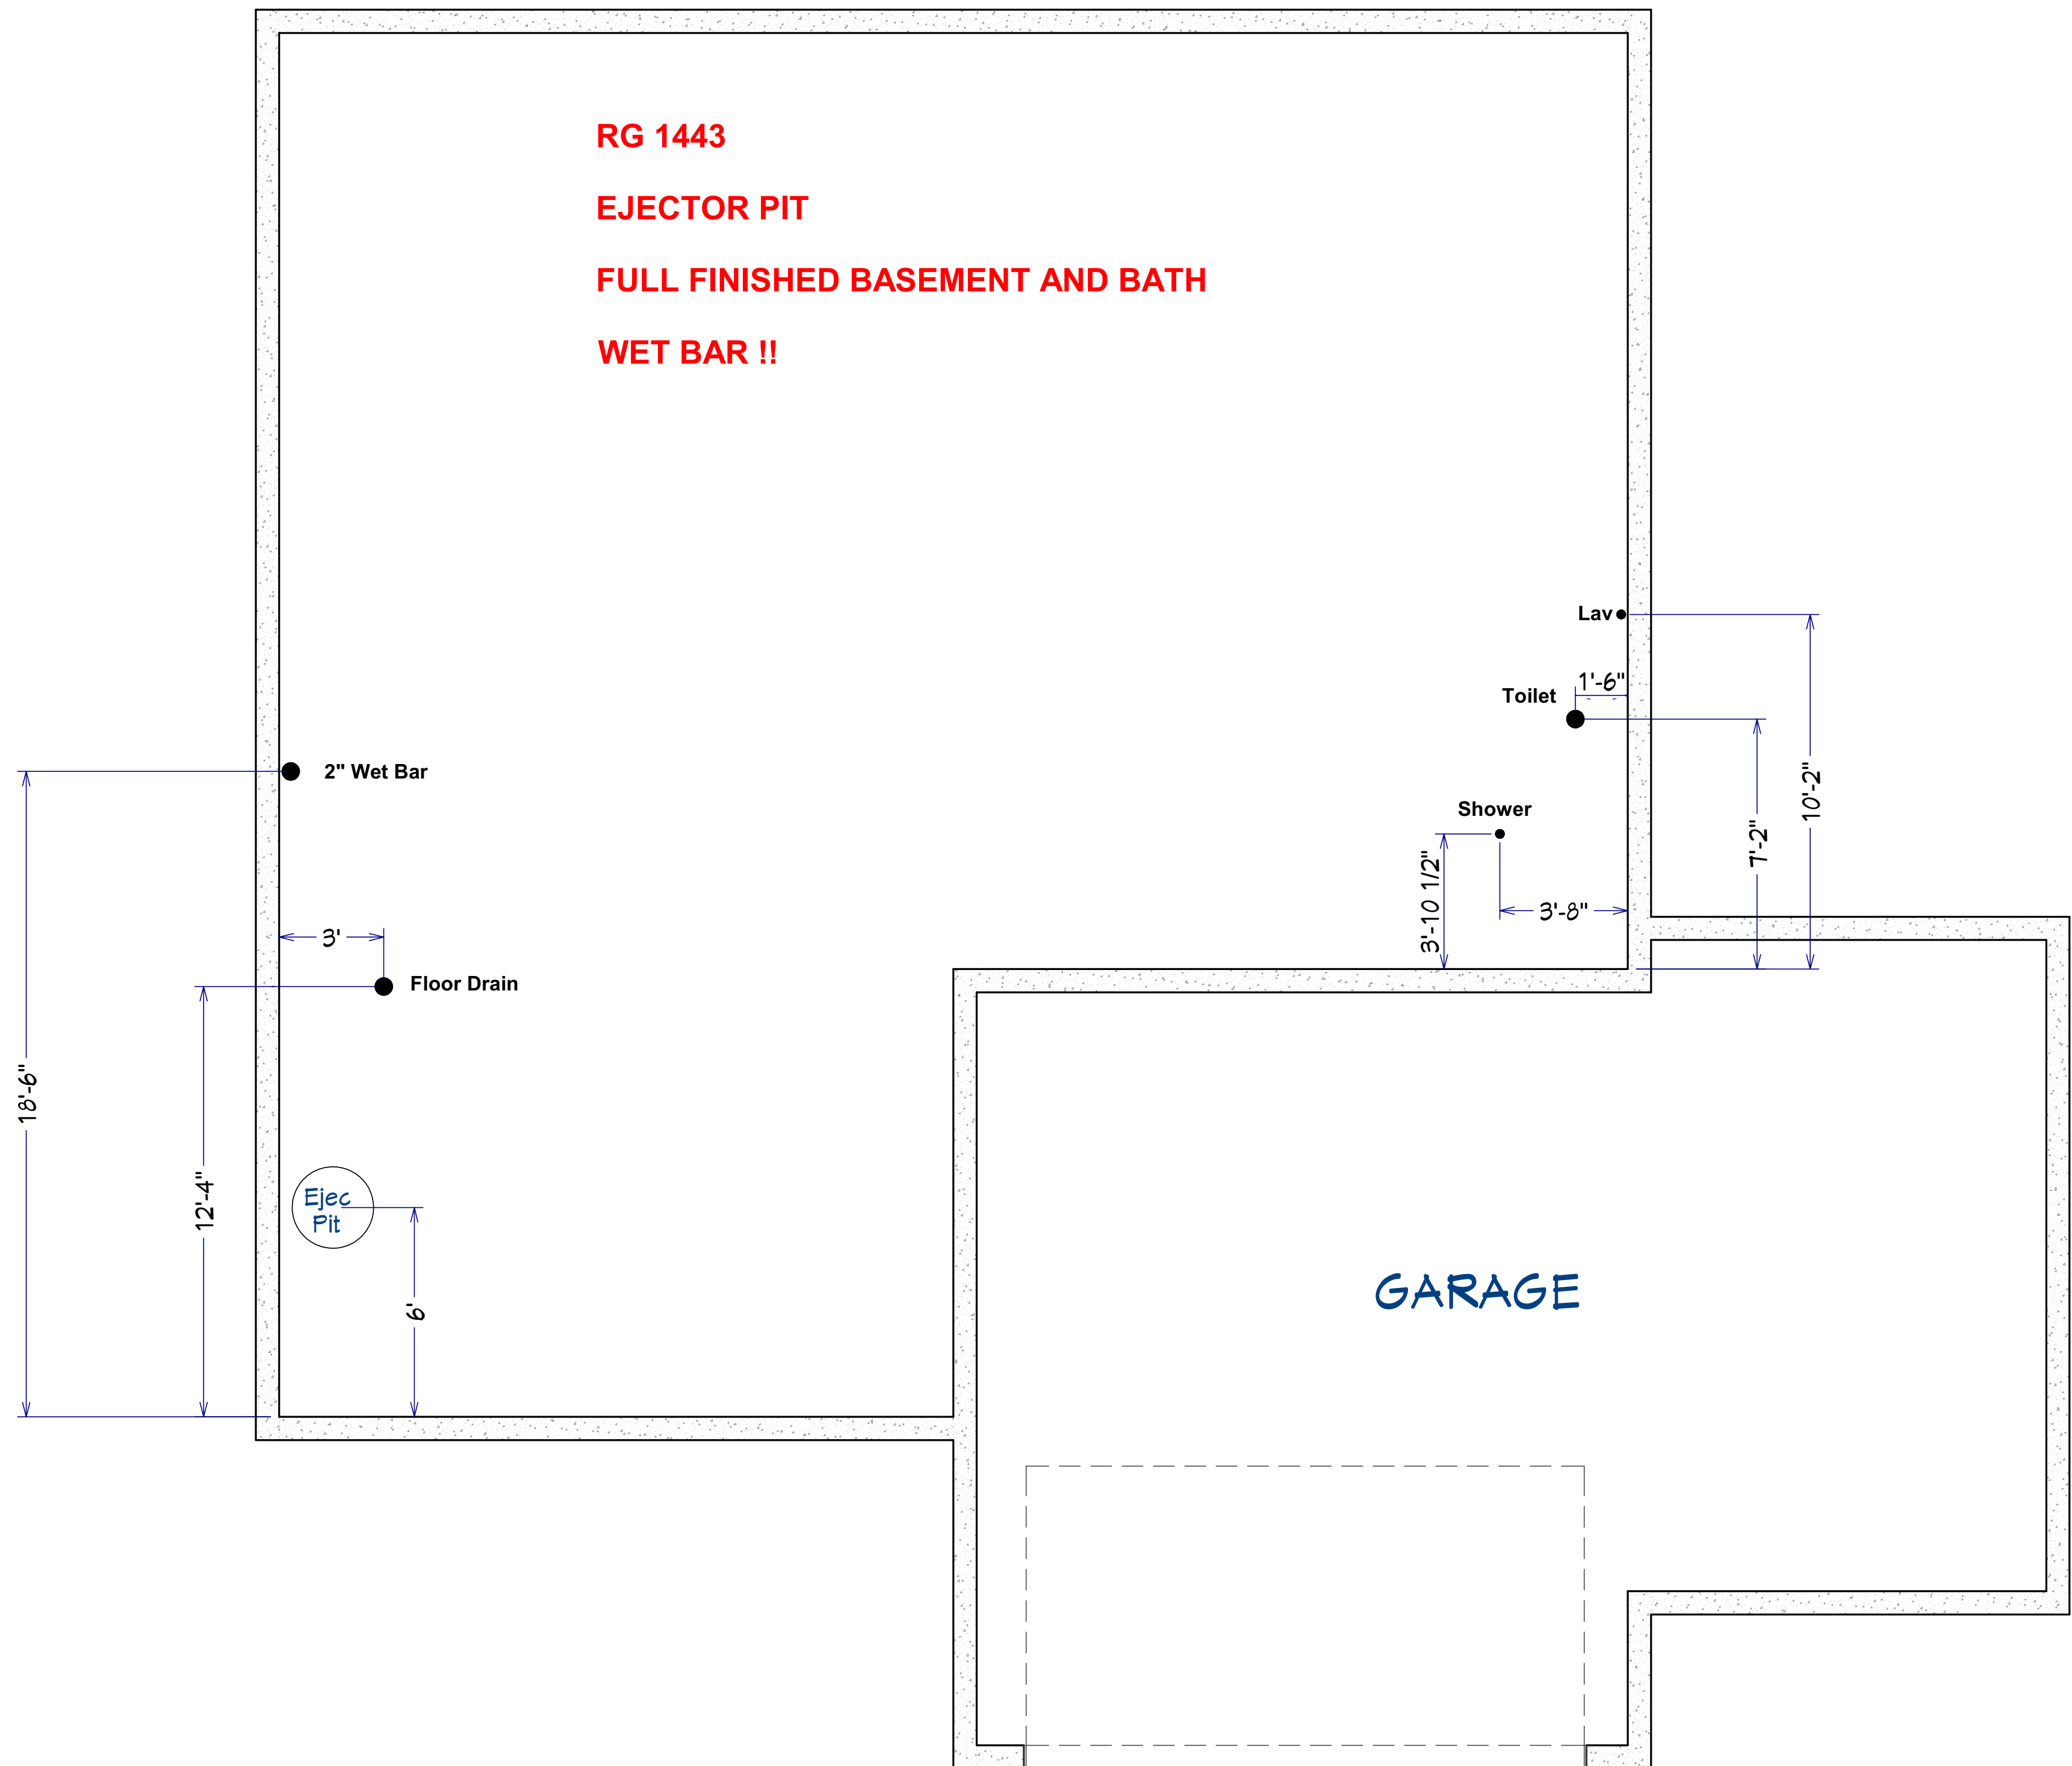 RG 1443
EJECTOR PIT
FULL FINISHED BASEMENT AND BATH
WET BAR !!
Lav
1'-6"
Toilet
2" Wet Bar
10'-2"
Shower
7'-2"
3'-10 1/2"
3'-8"
3'
Floor Drain
18'-6"
12'-4"
Ejec
Pit
6'
GARAGE